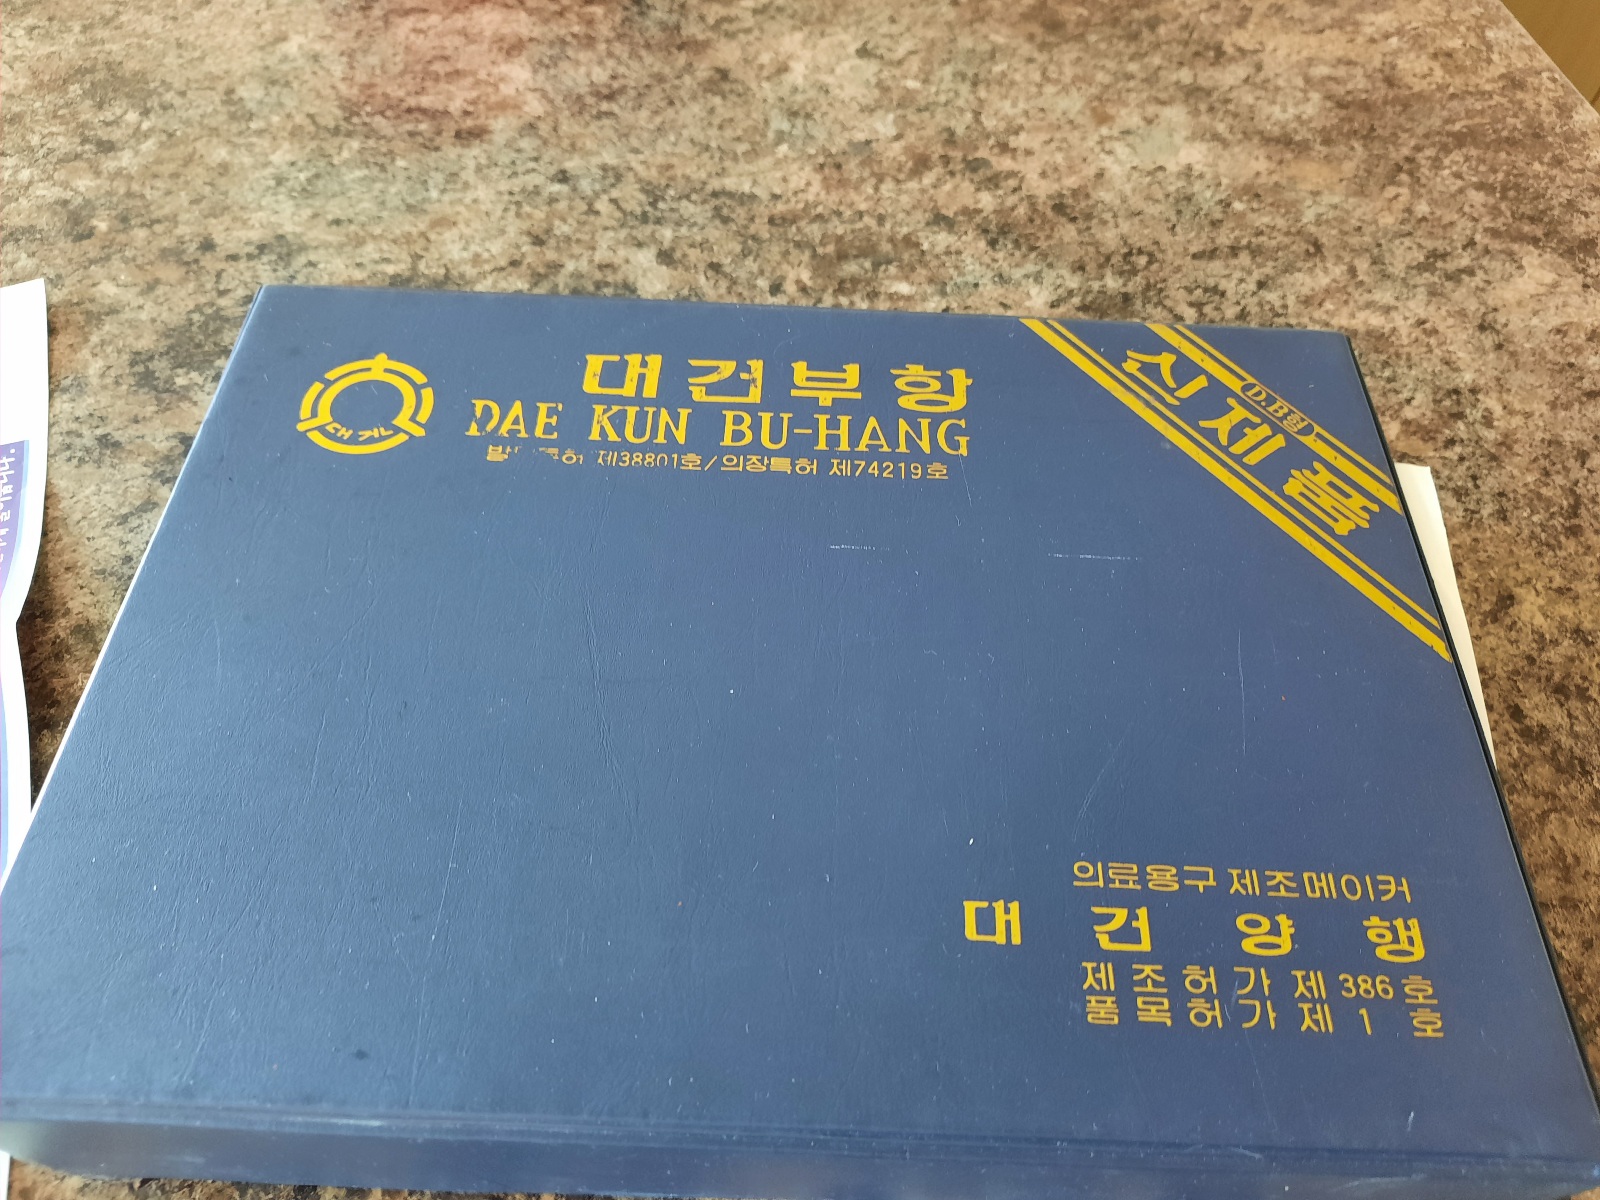 대건
대건부항
DAE KUN BU-HANG
제38801호/의장특허 제74219호
D.B형
신제품
의료용구 제조메이커
대 건 양 행
제 조 허 가 제 386 호
품 목 허 가 제 1 호